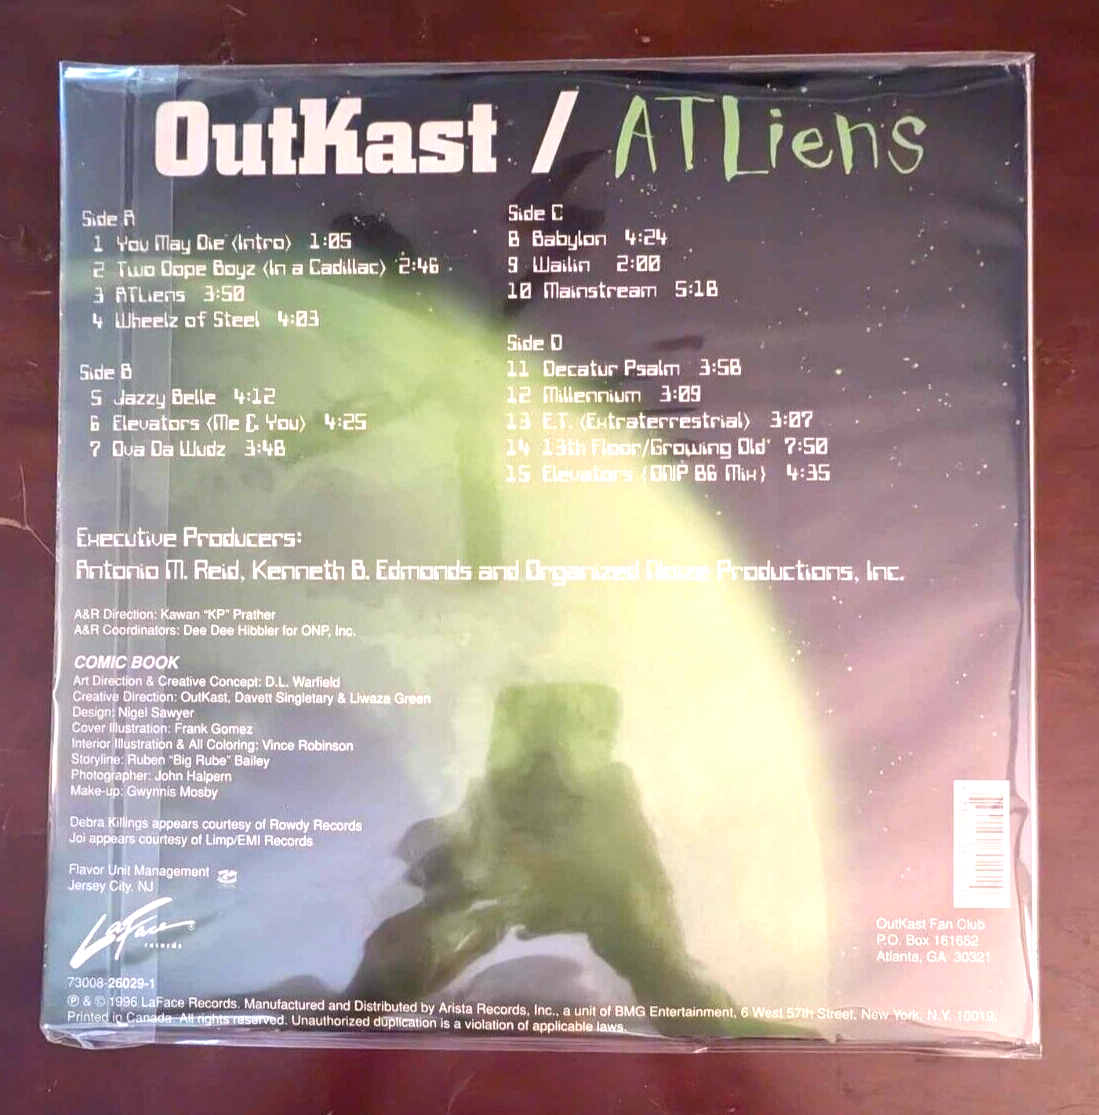 OutKast / ATLiens
Side A
1 You May Die (Intro) 1:05
2 Two Dope Boyz (In a Cadillac) 2:46
3 ATLiens 3:50
4 Wheelz of Steel 4:03
Side B
5 Jazzy Belle 4:12
6 Elevators (Me & You) 4:25
7 Ova Da Wudz 3:48
Side C
8 Babylon 4:24
9 Wailin 2:00
10 Mainstream 5:18
Side D
11 Decatur Psalm 3:58
12 Millennium 3:09
13 E.T. (Extraterrestrial) 3:07
14 13th Floor/Growing Old 7:50
15 Elevators (ONP 86 Mix) 4:35
Executive Producers:
Antonio M. Reid, Kenneth B. Edmonds and Organized Noize Productions, Inc.
A&R Direction: Kawan "KP" Prather
A&R Coordinators: Dee Dee Hibbler for ONP, Inc.
COMIC BOOK
Art Direction & Creative Concept: D.L. Warfield
Creative Direction: OutKast, Davett Singletary & Liwaza Green
Design: Nigel Sawyer
Cover Illustration: Frank Gomez
Interior Illustration & All Coloring: Vince Robinson
Storyline: Ruben "Big Rube" Bailey
Photographer: John Halpern
Make-up: Gwynnis Mosby
Debra Killings appears courtesy of Rowdy Records
Joi appears courtesy of Limp/EMI Records
Flavor Unit Management
Jersey City, NJ
LaFace ®
records
73008-26029-1
℗ & © 1996 LaFace Records. Manufactured and Distributed by Arista Records, Inc., a unit of BMG Entertainment, 6 West 57th Street, New York, N.Y. 10019.
Printed in Canada. All rights reserved. Unauthorized duplication is a violation of applicable laws.
OutKast Fan Club
P.O. Box 161652
Atlanta, GA 30321